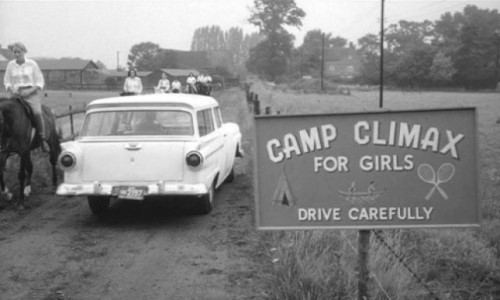 CAMP CLIMAX
FOR GIRLS
DRIVE CAREFULLY